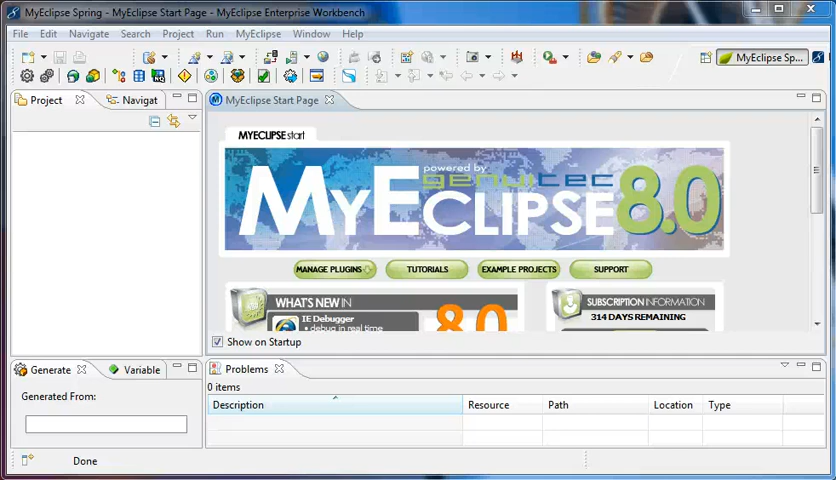 MyEclipse Spring - MyEclipse Start Page - MyEclipse Enterprise Workbench
File Edit Navigate Search Project Run MyEclipse Window Help
MyEclipse Sp...
Project Navigat
MyEclipse Start Page
MYECLIPSE start
powered by
genuitec
MYECLIPSE 8.0
MANAGE PLUGINS TUTORIALS EXAMPLE PROJECTS SUPPORT
WHAT'S NEW IN 8.0
IE Debugger
• debug in real time
SUBSCRIPTION INFORMATION
314 DAYS REMAINING
Show on Startup
Generate Variable
Generated From:
Problems
0 items
Description Resource Path Location Type
Done